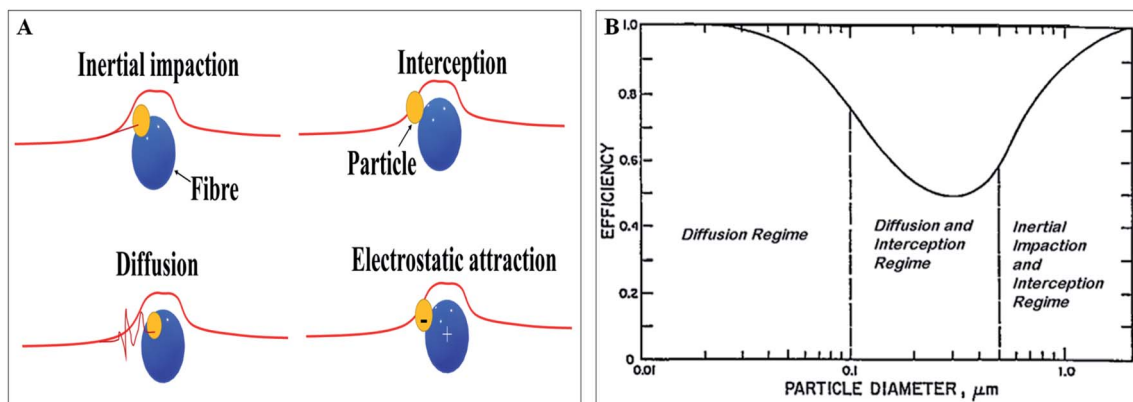 A
Inertial impaction
Interception
Particle
Fibre
Diffusion
Electrostatic attraction
-
+
B
1.0
0.8
0.6
0.4
0.2
0
EFFICIENCY
Diffusion Regime
Diffusion and
Interception
Regime
Inertial
Impaction
and
Interception
Regime
0.01
0.1
1.0
PARTICLE DIAMETER, μm